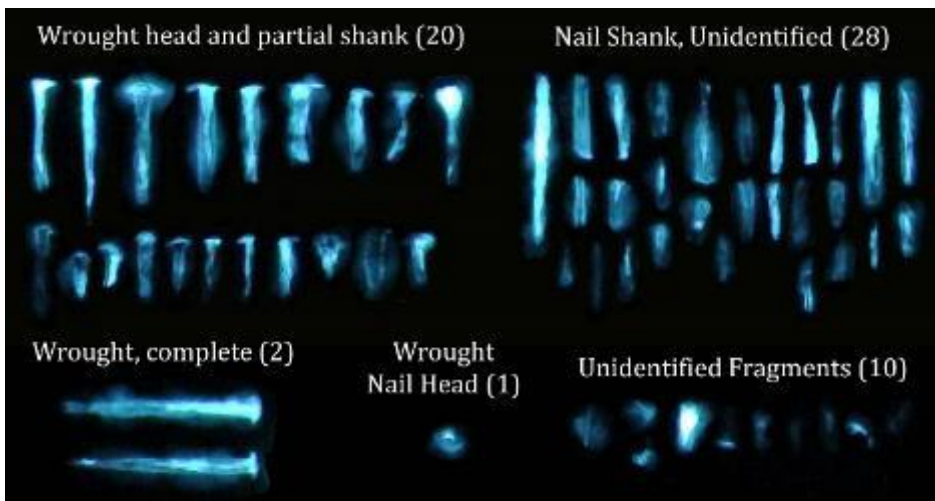 Wrought head and partial shank (20)
Nail Shank, Unidentified (28)
Wrought, complete (2)
Wrought
Nail Head (1)
Unidentified Fragments (10)